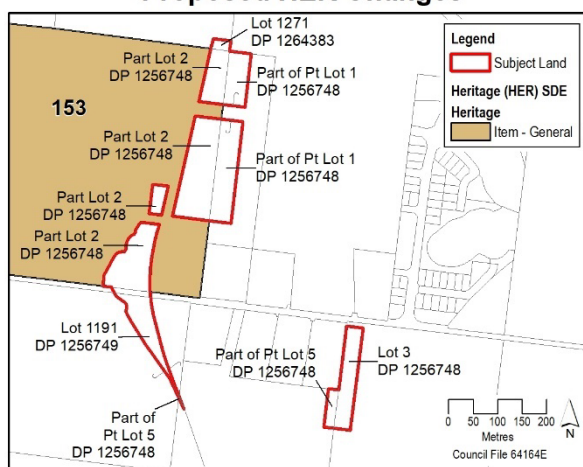 Lot 1271
DP 1264383
Part Lot 2
DP 1256748
Part of Pt Lot 1
DP 1256748
153
Part Lot 2
DP 1256748
Part of Pt Lot 1
DP 1256748
Part Lot 2
DP 1256748
Part Lot 2
DP 1256748
Lot 1191
DP 1256749
Part of
Pt Lot 5
DP 1256748
Part of Pt Lot 5
DP 1256748
Lot 3
DP 1256748
Legend
Subject Land
Heritage (HER) SDE
Heritage
Item - General
0 50 100 150 200
Metres
N
Council File 64164E